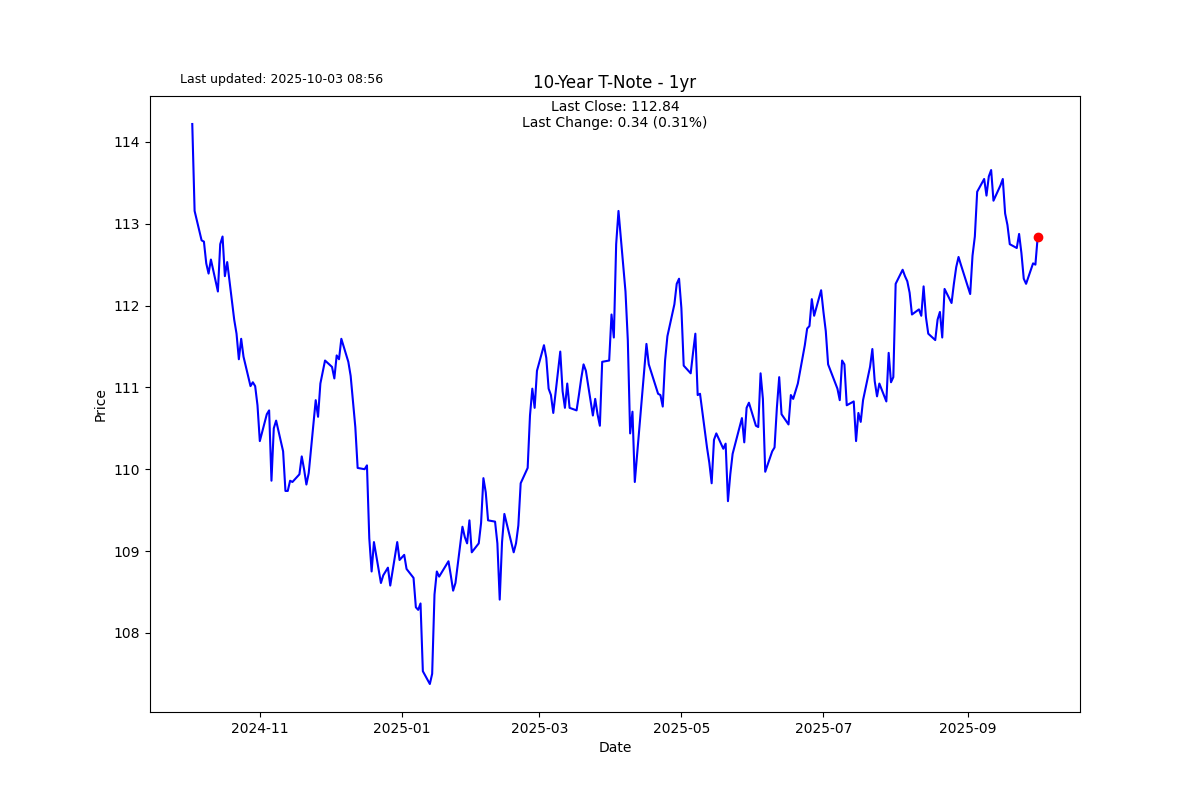 Last updated: 2025-10-03 08:56
10-Year T-Note - 1yr
Last Close: 112.84
Last Change: 0.34 (0.31%)
114
113
112
111
110
109
108
Price
2024-11
2025-01
2025-03
2025-05
2025-07
2025-09
Date